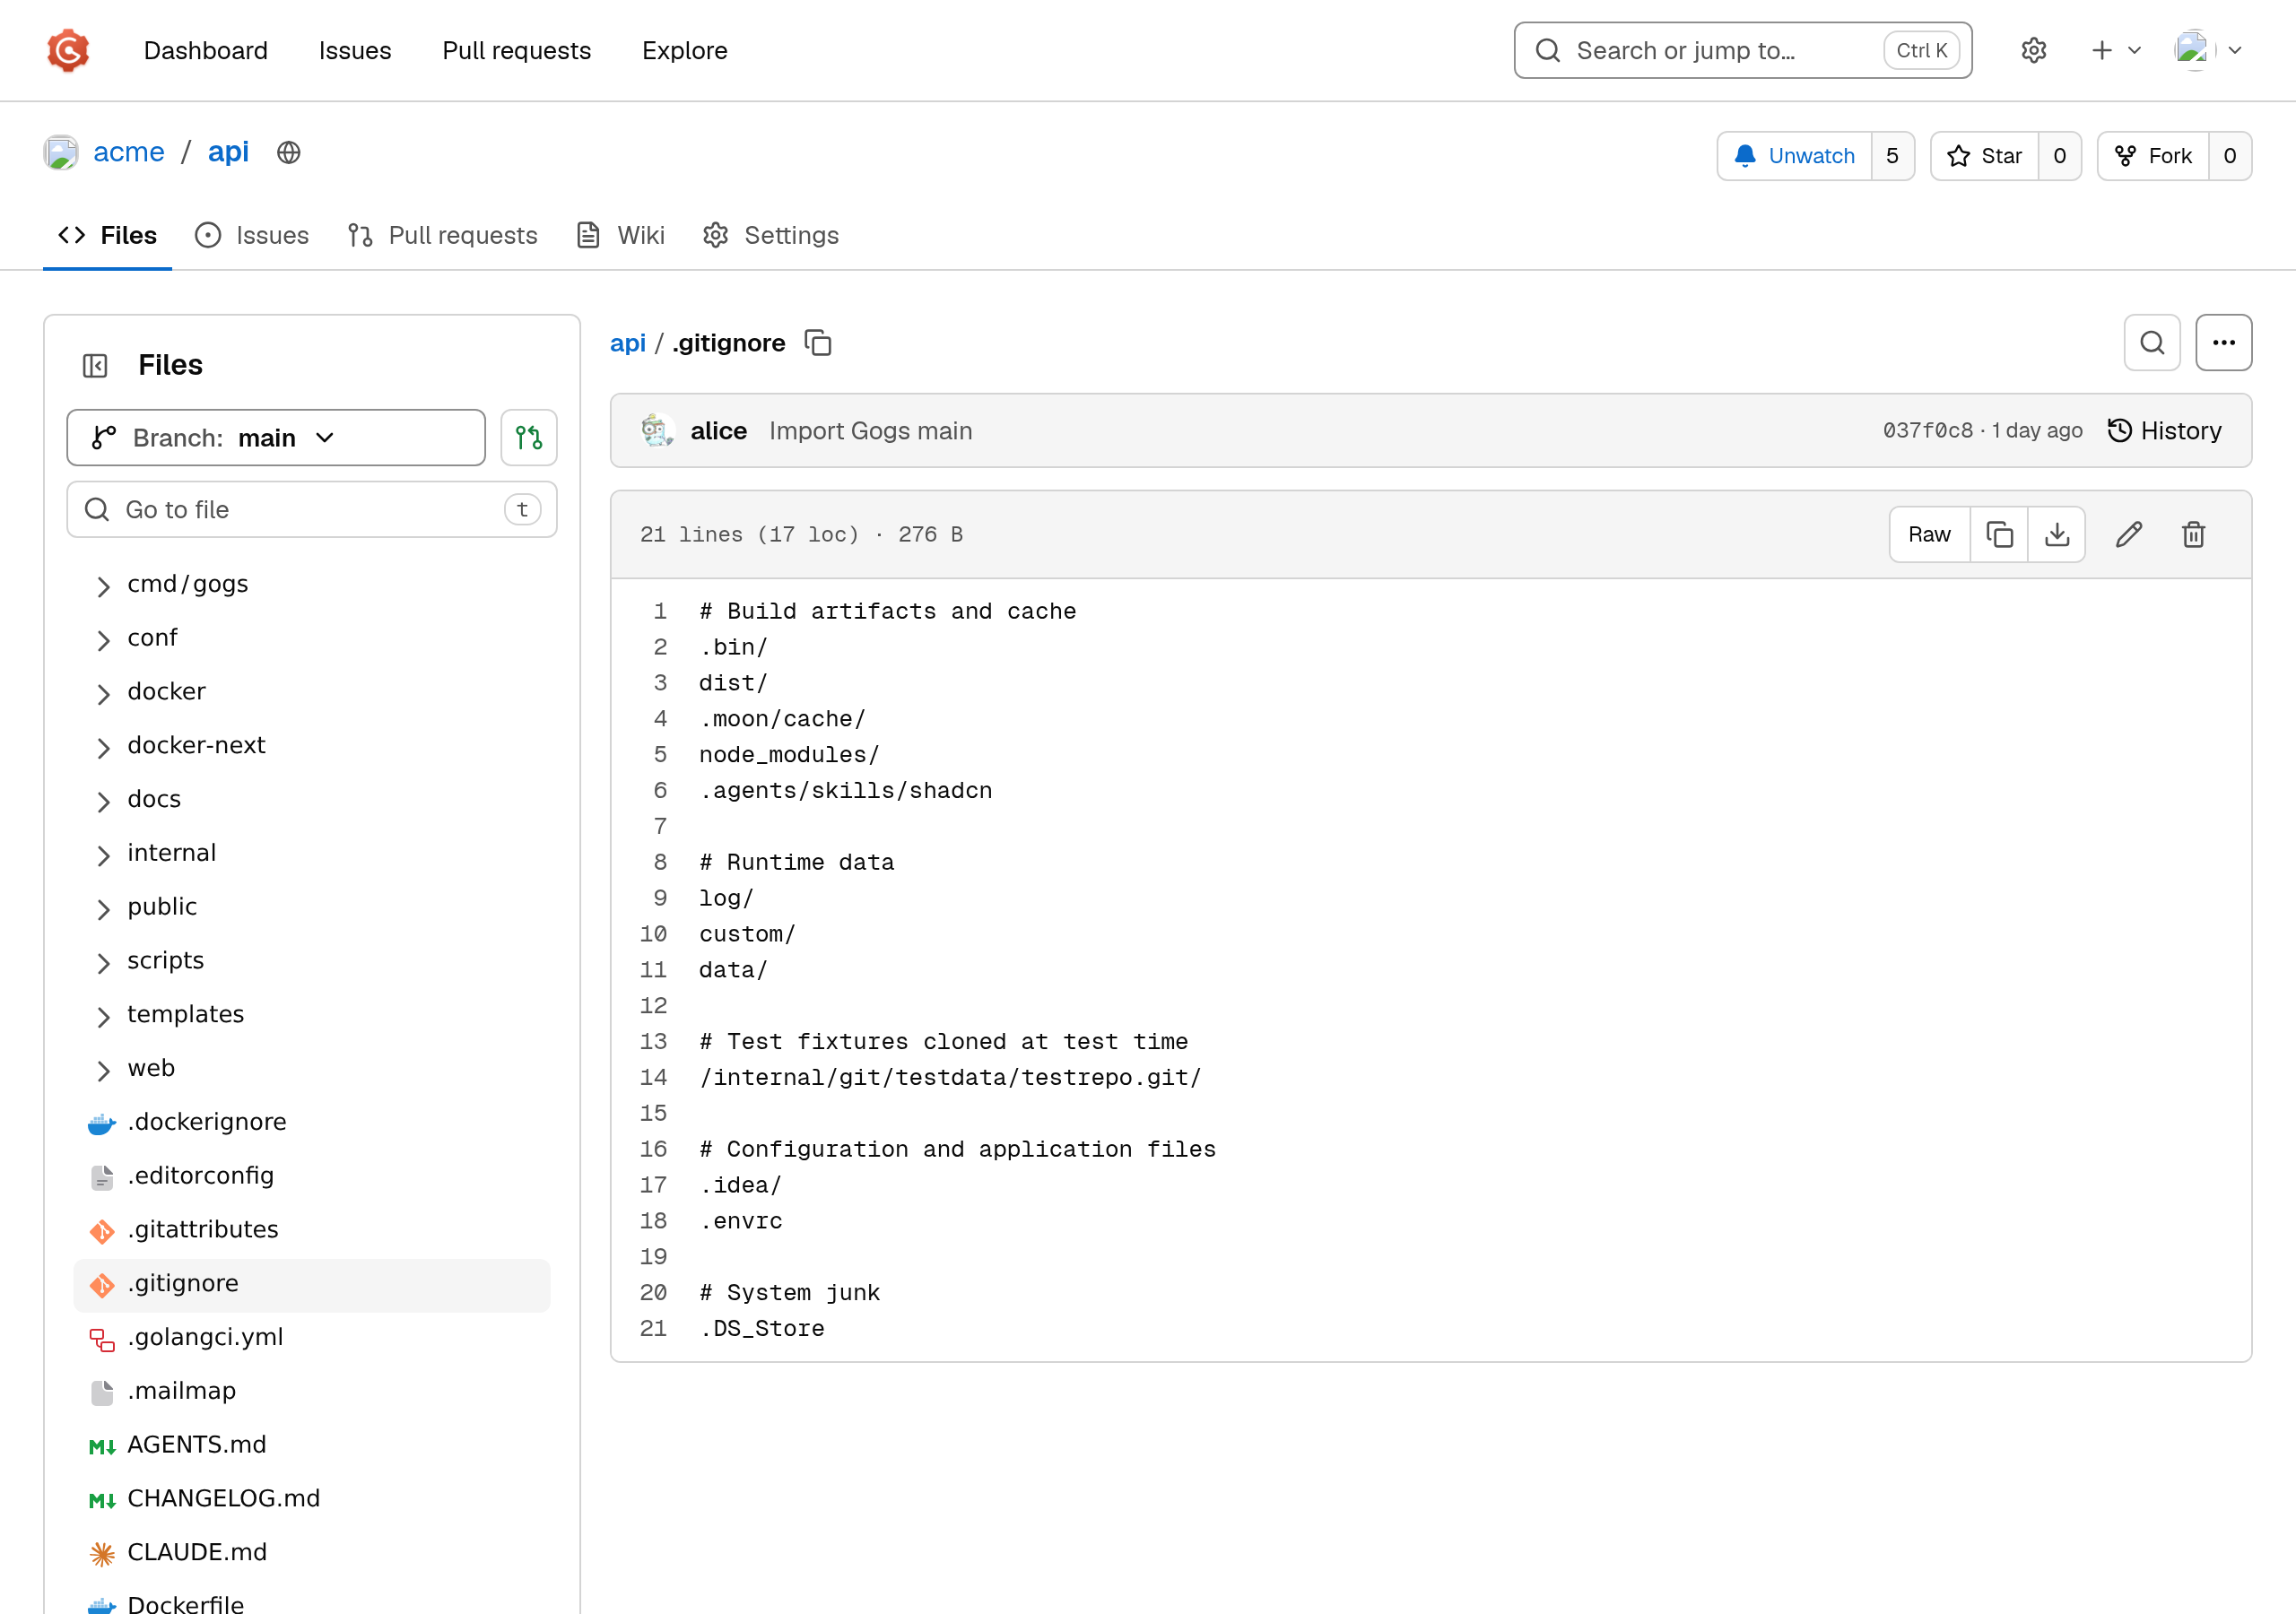 Dashboard Issues Pull requests Explore Search or jump to... Ctrl K
acme / api Unwatch 5 Star 0 Fork 0
Files Issues Pull requests Wiki Settings
Files
Branch: main
Go to file t
cmd/gogs
conf
docker
docker-next
docs
internal
public
scripts
templates
web
.dockerignore
.editorconfig
.gitattributes
.gitignore
.golangci.yml
.mailmap
AGENTS.md
CHANGELOG.md
CLAUDE.md
Dockerfile
api / .gitignore
alice Import Gogs main 037f0c8 · 1 day ago History
21 lines (17 loc) · 276 B Raw
1 # Build artifacts and cache
2 .bin/
3 dist/
4 .moon/cache/
5 node_modules/
6 .agents/skills/shadcn
7
8 # Runtime data
9 log/
10 custom/
11 data/
12
13 # Test fixtures cloned at test time
14 /internal/git/testdata/testrepo.git/
15
16 # Configuration and application files
17 .idea/
18 .envrc
19
20 # System junk
21 .DS_Store